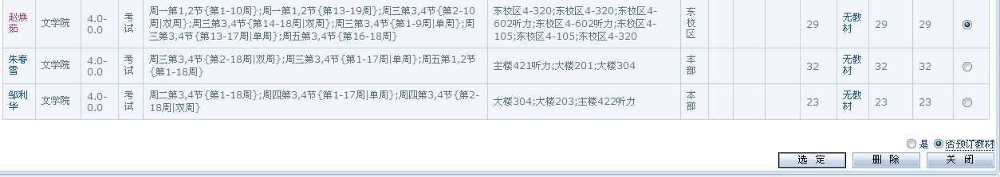 赵焕茹 文学院 4.0-0.0 考试 周一第1,2节{第1-10周};周一第1,2节{第13-19周};周三第3,4节{第2-10周|双周};周三第3,4节{第14-18周|双周};周三第3,4节{第1-9周|单周};周三第3,4节{第13-17周|单周};周五第3,4节{第16-18周} 东校区4-320;东校区4-320;东校区4-602听力;东校区4-602听力;东校区4-105;东校区4-105;东校区4-320 东校区 29 无教材 29 29
朱春雪 文学院 4.0-0.0 考试 周三第3,4节{第2-18周|双周};周三第3,4节{第1-17周|单周};周五第1,2节{第1-18周} 主楼421听力;大楼201;大楼304 本部 32 无教材 32 32
邹利华 文学院 4.0-0.0 考试 周二第3,4节{第1-18周};周四第3,4节{第1-17周|单周};周四第3,4节{第2-18周|双周} 大楼304;大楼203;主楼422听力 本部 23 无教材 23 23
是 否预订教材
选 定 删 除 关 闭